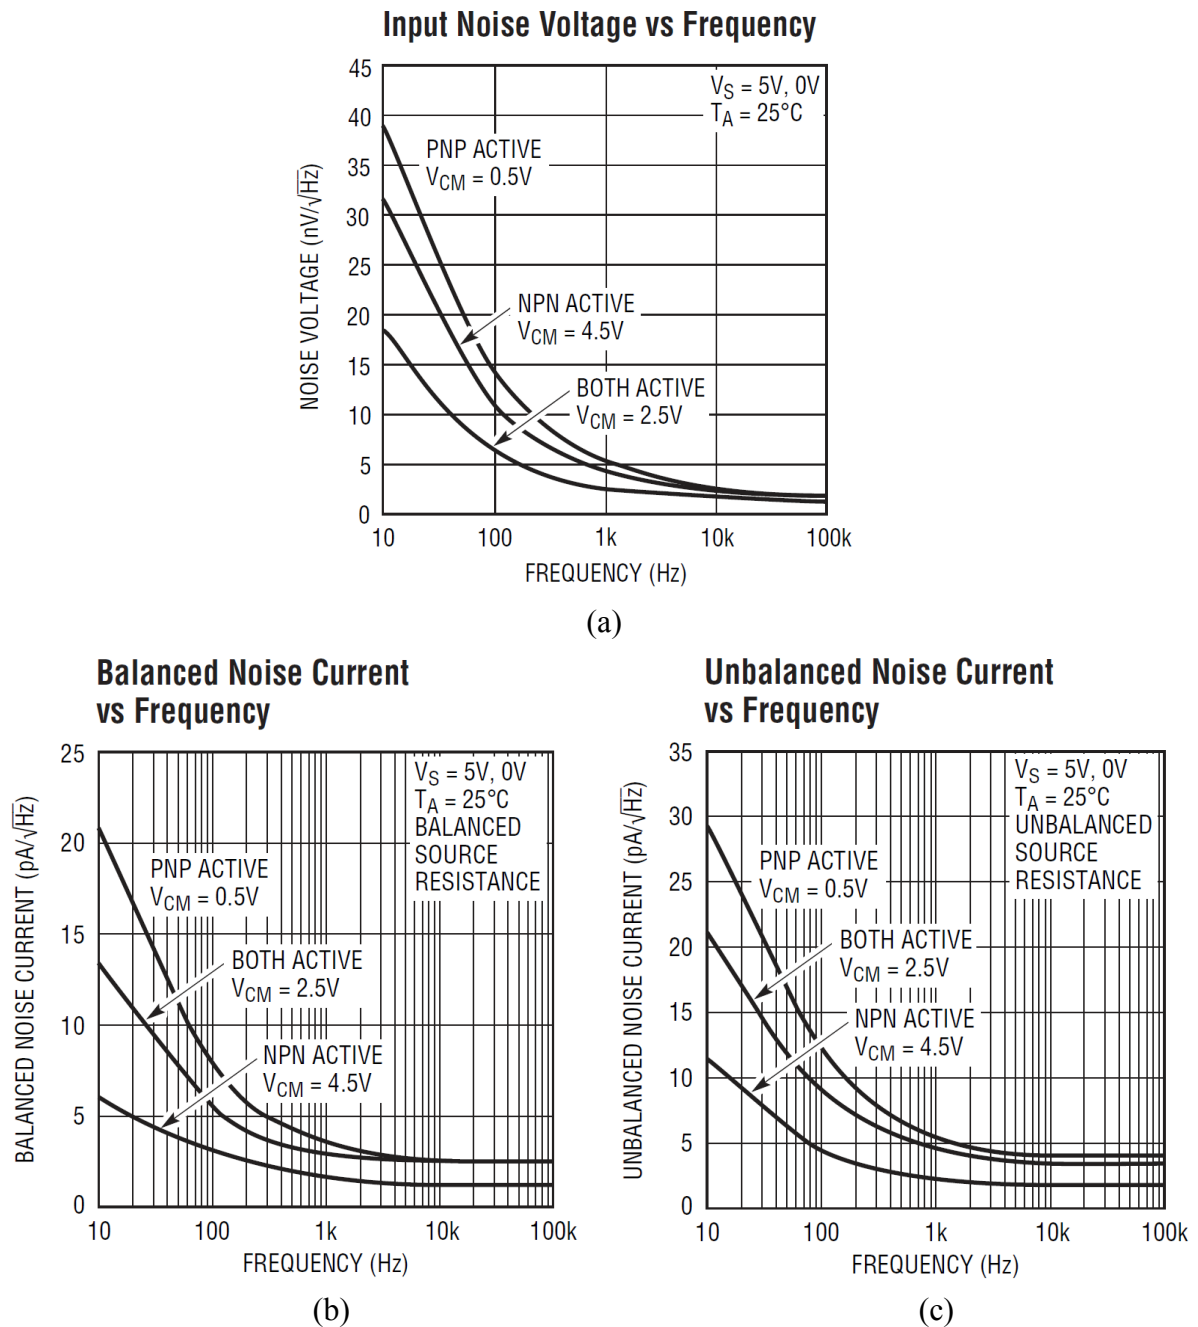 Input Noise Voltage vs Frequency
45
40
35
30
25
20
15
10
5
0
NOISE VOLTAGE (nV/√Hz)
VS = 5V, 0V
TA = 25°C
PNP ACTIVE
VCM = 0.5V
NPN ACTIVE
VCM = 4.5V
BOTH ACTIVE
VCM = 2.5V
10 100 1k 10k 100k
FREQUENCY (Hz)
(a)
Balanced Noise Current
vs Frequency
25
20
15
10
5
0
BALANCED NOISE CURRENT (pA/√Hz)
VS = 5V, 0V
TA = 25°C
BALANCED
SOURCE
RESISTANCE
PNP ACTIVE
VCM = 0.5V
BOTH ACTIVE
VCM = 2.5V
NPN ACTIVE
VCM = 4.5V
10 100 1k 10k 100k
FREQUENCY (Hz)
(b)
Unbalanced Noise Current
vs Frequency
35
30
25
20
15
10
5
0
UNBALANCED NOISE CURRENT (pA/√Hz)
VS = 5V, 0V
TA = 25°C
UNBALANCED
SOURCE
RESISTANCE
PNP ACTIVE
VCM = 0.5V
BOTH ACTIVE
VCM = 2.5V
NPN ACTIVE
VCM = 4.5V
10 100 1k 10k 100k
FREQUENCY (Hz)
(c)